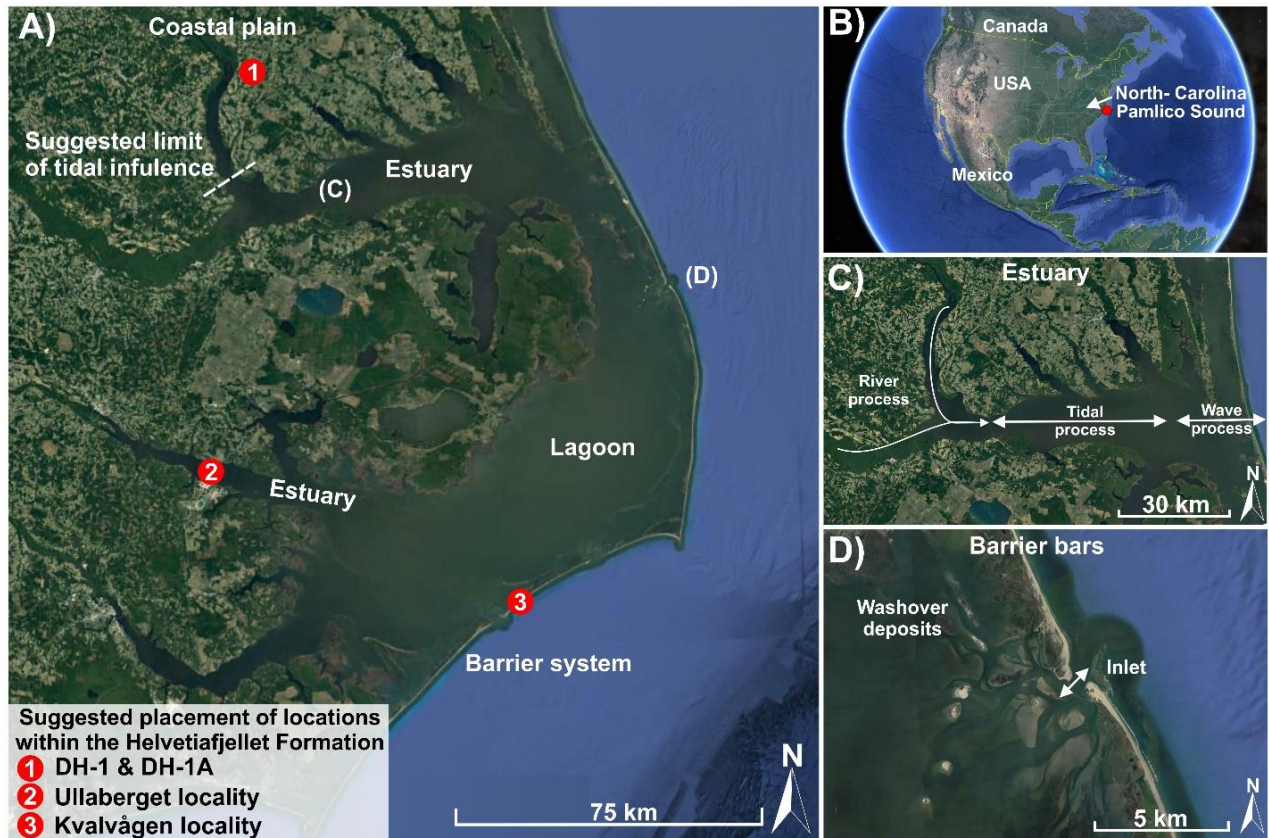 A)
Coastal plain
1
Suggested limit
of tidal infulence
(C)
Estuary
(D)
Lagoon
2
Estuary
3
Barrier system
Suggested placement of locations
within the Helvetiafjellet Formation
1 DH-1 & DH-1A
2 Ullaberget locality
3 Kvalvågen locality
75 km
N
B)
Canada
USA
North- Carolina
Pamlico Sound
Mexico
C)
Estuary
River
process
Tidal
process
Wave
process
N
30 km
D)
Barrier bars
Washover
deposits
Inlet
N
5 km